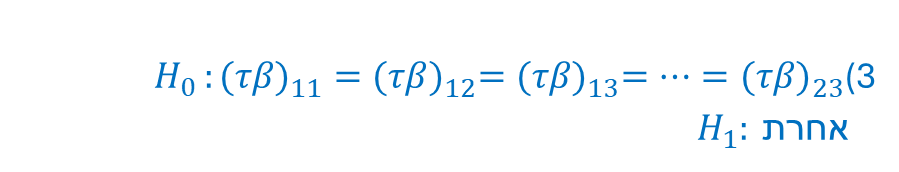 3) H₀ : (τβ)₁₁ = (τβ)₁₂ = (τβ)₁₃ = ⋯ = (τβ)₂₃
H₁: אחרת